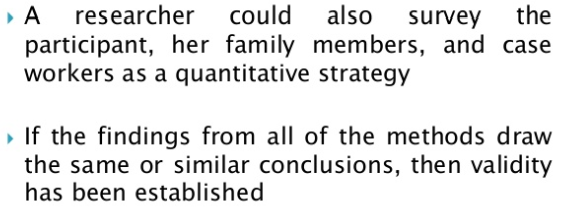 A researcher could also survey the
participant, her family members, and case
workers as a quantitative strategy
If the findings from all of the methods draw
the same or similar conclusions, then validity
has been established